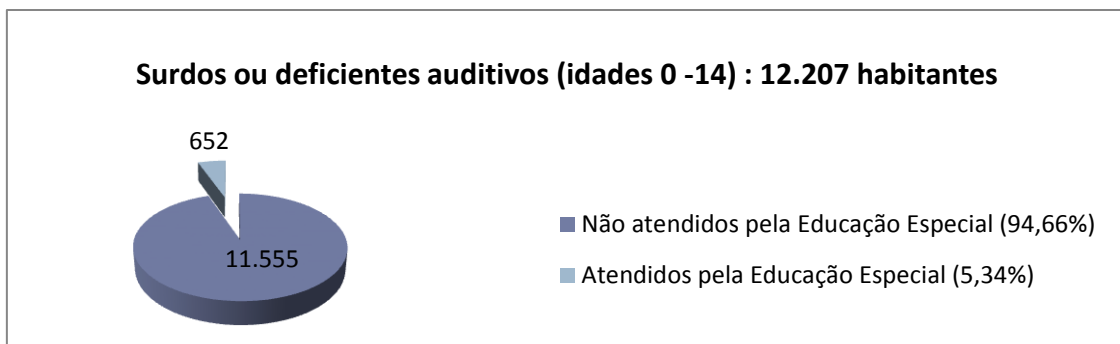 Surdos ou deficientes auditivos (idades 0 -14) : 12.207 habitantes
652
11.555
Não atendidos pela Educação Especial (94,66%)
Atendidos pela Educação Especial (5,34%)